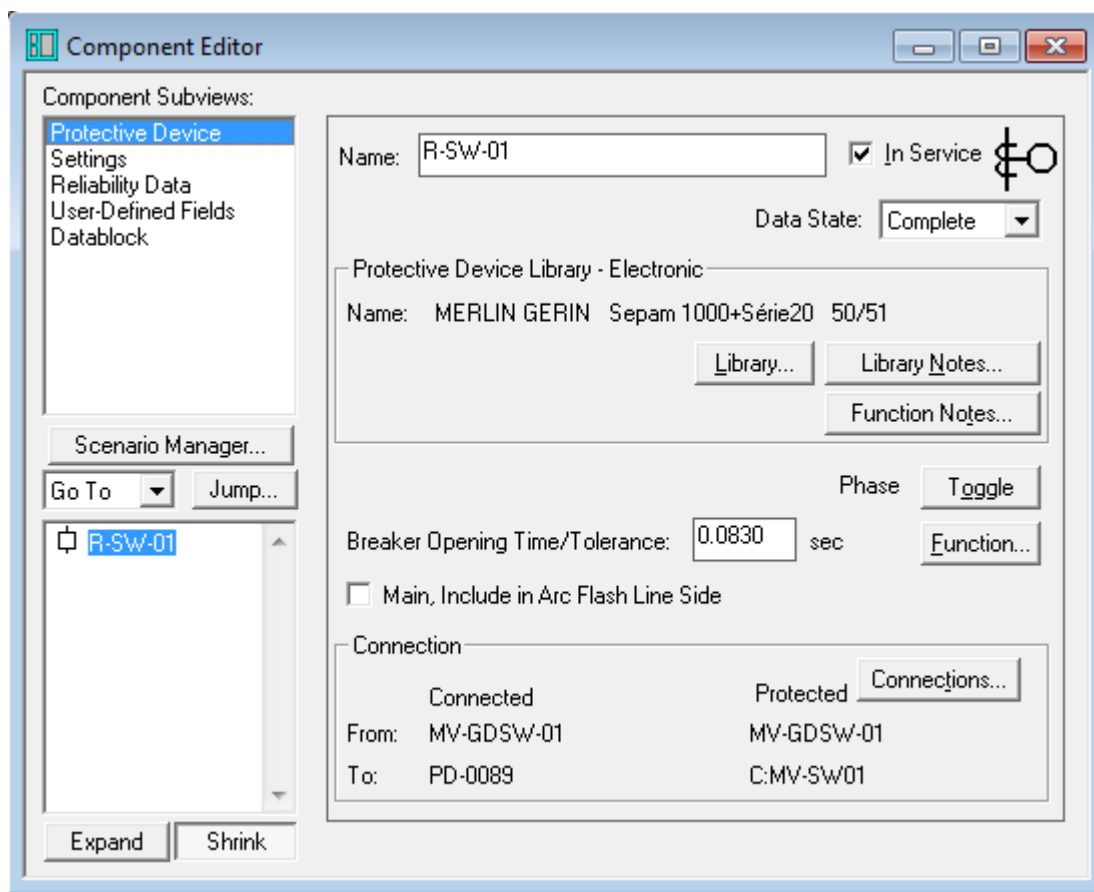 Component Editor
Component Subviews:
Protective Device
Settings
Reliability Data
User-Defined Fields
Datablock
Scenario Manager...
Go To
Jump...
R-SW-01
Expand
Shrink
Name: R-SW-01 In Service
Data State: Complete
Protective Device Library - Electronic
Name: MERLIN GERIN Sepam 1000+Série20 50/51
Library... Library Notes...
Function Notes...
Phase Toggle
Breaker Opening Time/Tolerance: 0.0830 sec Function...
Main, Include in Arc Flash Line Side
Connection
Connected Protected Connections...
From: MV-GDSW-01 MV-GDSW-01
To: PD-0089 C:MV-SW01